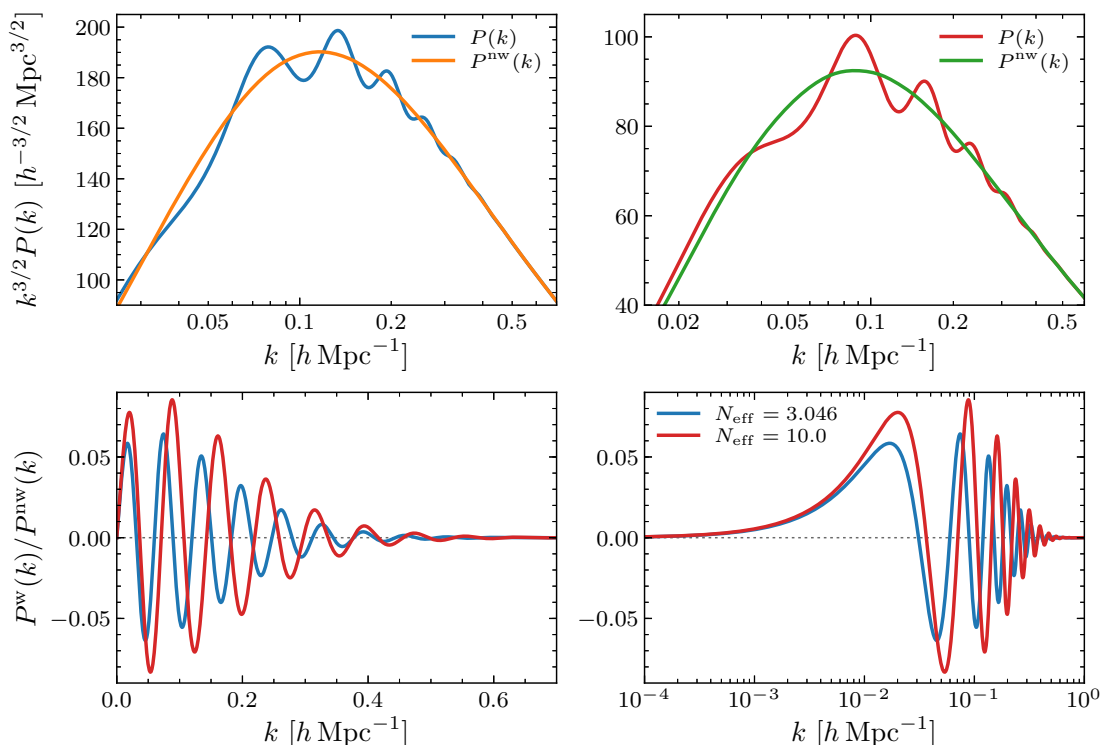 k^{3/2}P(k) [h^{-3/2} Mpc^{3/2}]
200
180
160
140
120
100
P(k)
P^{nw}(k)
0.05 0.1 0.2 0.5
k [h Mpc^{-1}]
100
80
60
40
P(k)
P^{nw}(k)
0.02 0.05 0.1 0.2 0.5
k [h Mpc^{-1}]
P^{w}(k)/P^{nw}(k)
0.05
0.00
−0.05
0.0 0.2 0.4 0.6
k [h Mpc^{-1}]
N_{eff} = 3.046
N_{eff} = 10.0
0.05
0.00
−0.05
10^{−4} 10^{−3} 10^{−2} 10^{−1} 10^{0}
k [h Mpc^{-1}]